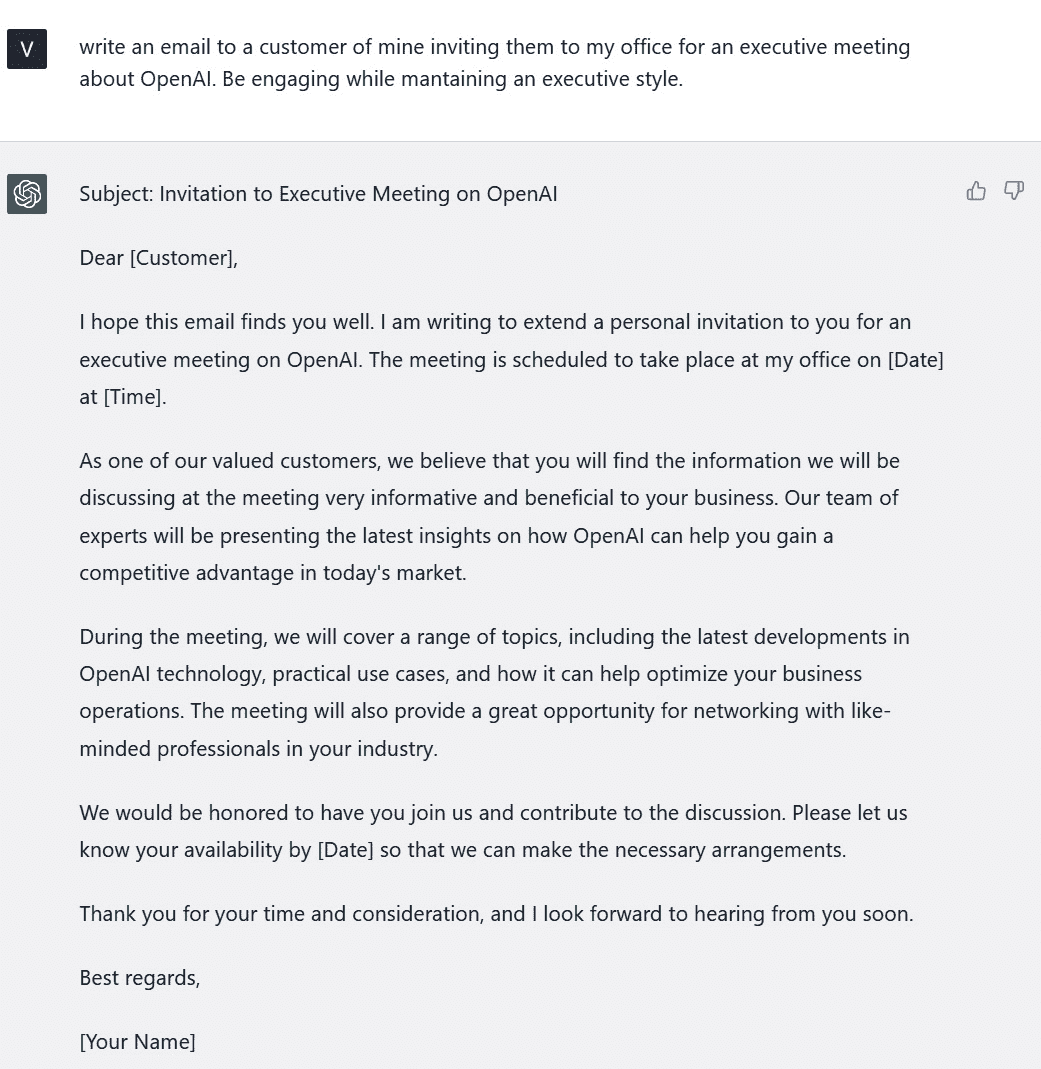 V
write an email to a customer of mine inviting them to my office for an executive meeting
about OpenAI. Be engaging while mantaining an executive style.
Subject: Invitation to Executive Meeting on OpenAI
Dear [Customer],
I hope this email finds you well. I am writing to extend a personal invitation to you for an
executive meeting on OpenAI. The meeting is scheduled to take place at my office on [Date]
at [Time].
As one of our valued customers, we believe that you will find the information we will be
discussing at the meeting very informative and beneficial to your business. Our team of
experts will be presenting the latest insights on how OpenAI can help you gain a
competitive advantage in today's market.
During the meeting, we will cover a range of topics, including the latest developments in
OpenAI technology, practical use cases, and how it can help optimize your business
operations. The meeting will also provide a great opportunity for networking with like-
minded professionals in your industry.
We would be honored to have you join us and contribute to the discussion. Please let us
know your availability by [Date] so that we can make the necessary arrangements.
Thank you for your time and consideration, and I look forward to hearing from you soon.
Best regards,
[Your Name]